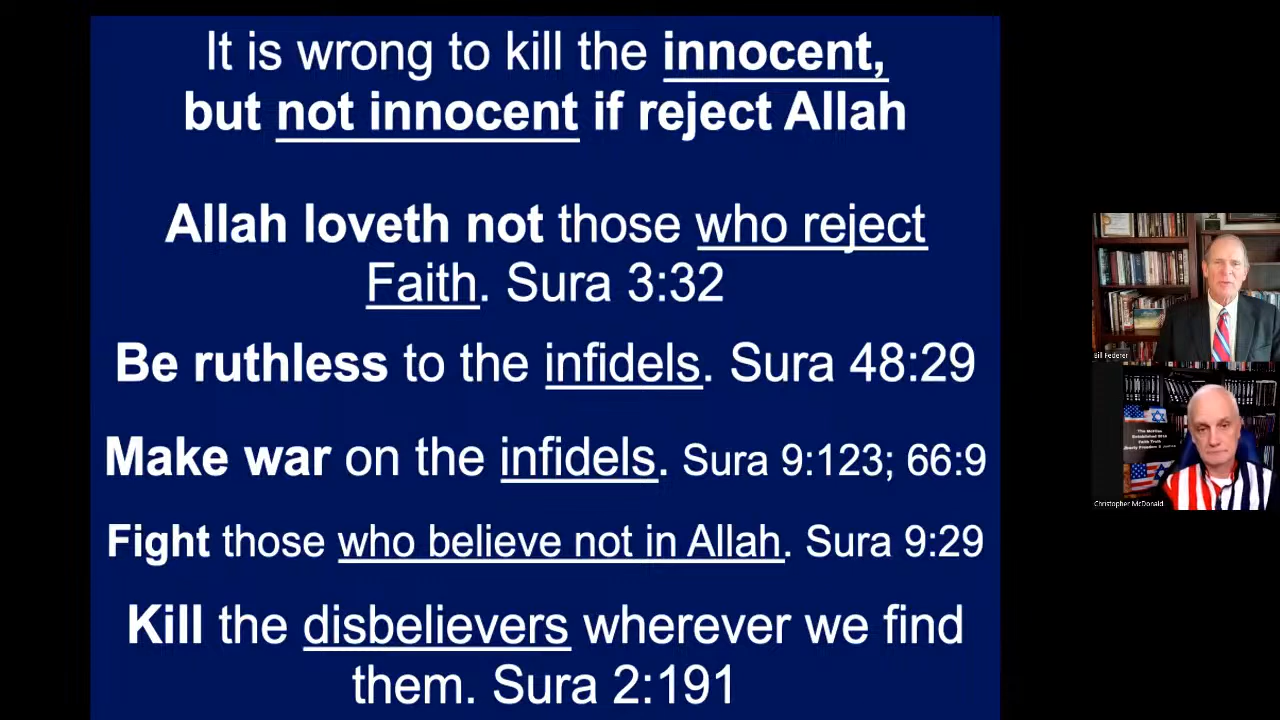 It is wrong to kill the innocent,
but not innocent if reject Allah
Allah loveth not those who reject
Faith. Sura 3:32
Be ruthless to the infidels. Sura 48:29
Make war on the infidels. Sura 9:123; 66:9
Fight those who believe not in Allah. Sura 9:29
Kill the disbelievers wherever we find
them. Sura 2:191
Bill Federer
Christopher McDonald